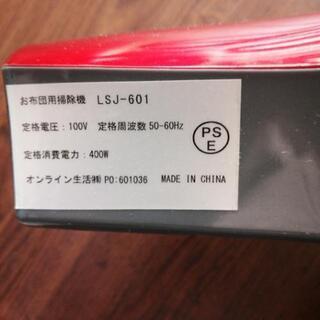 お布団用掃除機 LSJ-601
定格電圧:100V 定格周波数50-60Hz
定格消費電力:400W
PS
E
オンライン生活㈱ PO:601036 MADE IN CHINA